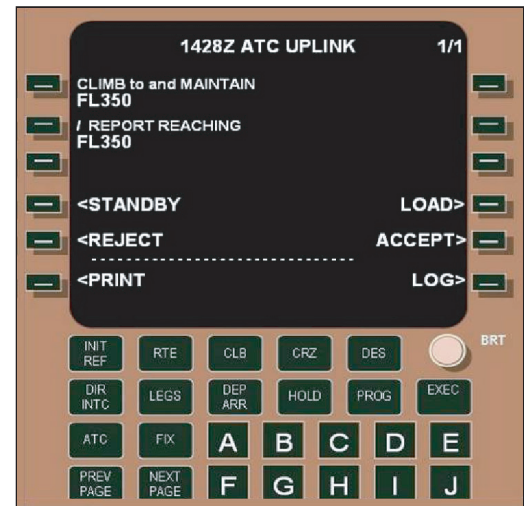 1428Z ATC UPLINK 1/1
CLIMB to and MAINTAIN
FL350
/ REPORT REACHING
FL350
<STANDBY LOAD>
<REJECT ACCEPT>
--------------------------------
<PRINT LOG>
BRT
INIT REF RTE CLB CRZ DES
DIR INTC LEGS DEP ARR HOLD PROG EXEC
ATC FIX A B C D E
PREV PAGE NEXT PAGE F G H I J